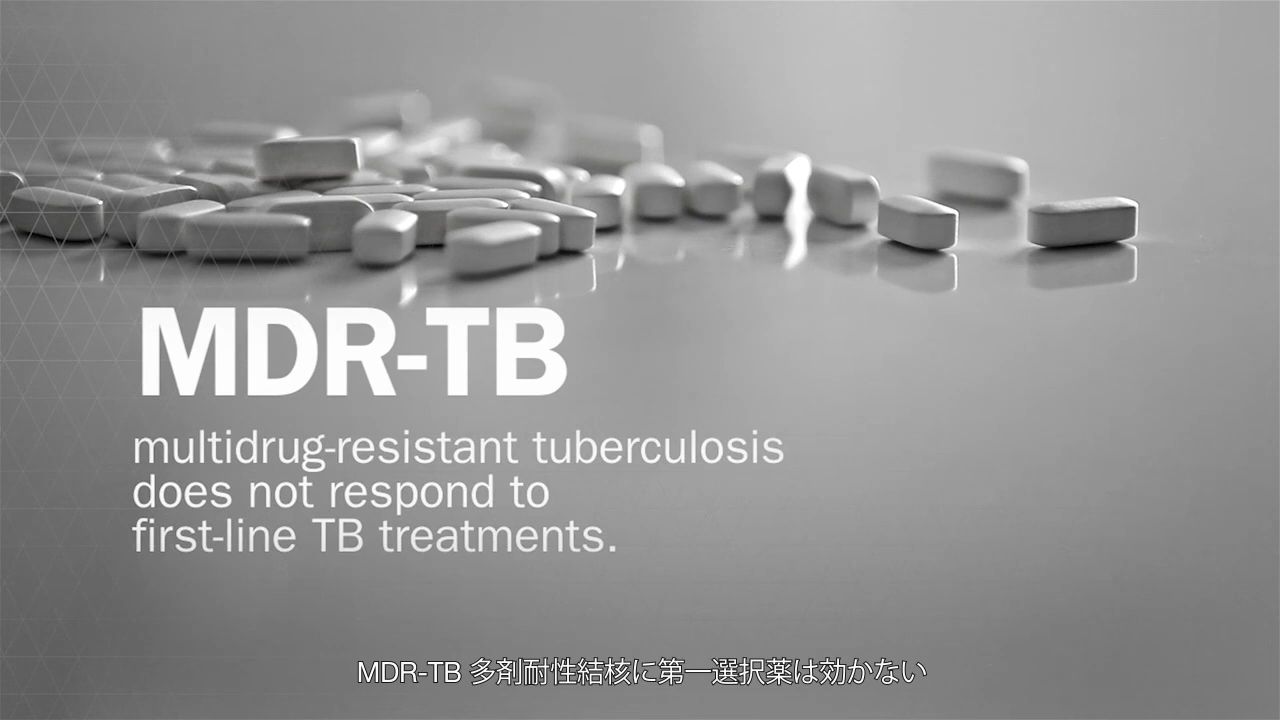 MDR-TB
multidrug-resistant tuberculosis
does not respond to
first-line TB treatments.
MDR-TB 多剤耐性結核に第一選択薬は効かない